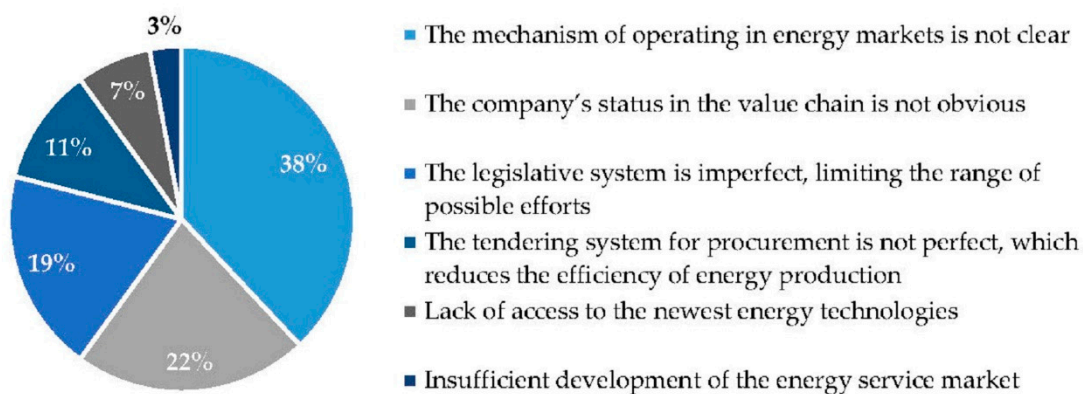 3%
7%
11%
38%
19%
22%
The mechanism of operating in energy markets is not clear
The company's status in the value chain is not obvious
The legislative system is imperfect, limiting the range of
possible efforts
The tendering system for procurement is not perfect, which
reduces the efficiency of energy production
Lack of access to the newest energy technologies
Insufficient development of the energy service market